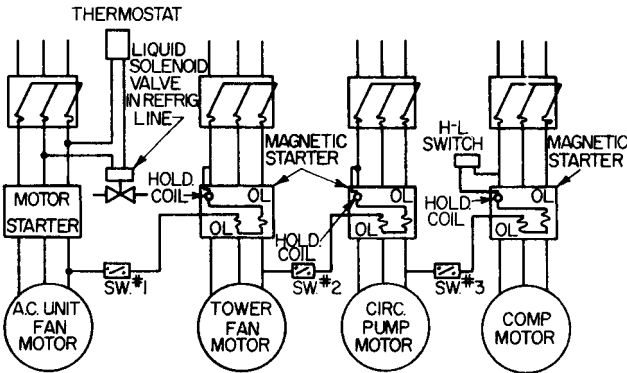 THERMOSTAT
LIQUID
SOLENOID
VALVE
IN REFRIG
LINE
MOTOR
STARTER
HOLD.
COIL
MAGNETIC
STARTER
OL
OL
HOLD.
COIL
OL
OL
H-L
SWITCH
MAGNETIC
STARTER
HOLD.
COIL
OL
OL
SW. #1
SW. #2
SW. #3
A.C. UNIT
FAN
MOTOR
TOWER
FAN
MOTOR
CIRC.
PUMP
MOTOR
COMP
MOTOR